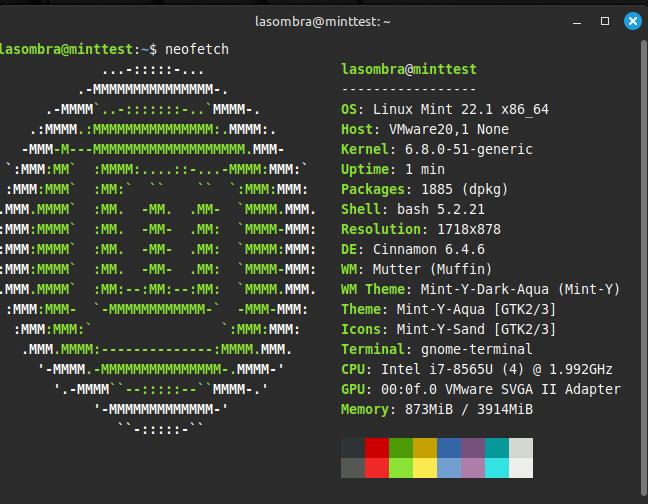 lasombra@minttest: ~
lasombra@minttest:~$ neofetch
...-:::::-...
.-MMMMMMMMMMMMMMM-.
.-MMMM`..-:::::::-..`MMMM-.
.:MMMM.:MMMMMMMMMMMMMMM:.MMMM:.
-MMM-M---MMMMMMMMMMMMMMMMMMM.MMM-
`:MMM:MM`  :MMMM:....::-...-MMMM:MMM:`
:MMM:MMM`  :MM:`  ``    ``  `:MMM:MMM:
.MMM.MMMM`  :MM.  -MM.  .MM-  `MMMM.MMM.
:MMM:MMMM`  :MM.  -MM-  .MM:  `MMMM-MMM:
:MMM:MMMM`  :MM.  -MM-  .MM:  `MMMM:MMM:
:MMM:MMMM`  :MM.  -MM-  .MM:  `MMMM-MMM:
.MMM.MMMM`  :MM:--:MM:--:MM:  `MMMM.MMM.
:MMM:MMM-  `-MMMMMMMMMMMM-`  -MMM-MMM:
:MMM:MMM:`                `:MMM:MMM:
.MMM.MMMM:--------------:MMMM.MMM.
'-MMMM.-MMMMMMMMMMMMMMM-.MMMM-'
'.-MMMM``--:::::--``MMMM-.'
'-MMMMMMMMMMMMM-'
``-:::::-``
lasombra@minttest
-----------------
OS: Linux Mint 22.1 x86_64
Host: VMware20,1 None
Kernel: 6.8.0-51-generic
Uptime: 1 min
Packages: 1885 (dpkg)
Shell: bash 5.2.21
Resolution: 1718x878
DE: Cinnamon 6.4.6
WM: Mutter (Muffin)
WM Theme: Mint-Y-Dark-Aqua (Mint-Y)
Theme: Mint-Y-Aqua [GTK2/3]
Icons: Mint-Y-Sand [GTK2/3]
Terminal: gnome-terminal
CPU: Intel i7-8565U (4) @ 1.992GHz
GPU: 00:0f.0 VMware SVGA II Adapter
Memory: 873MiB / 3914MiB